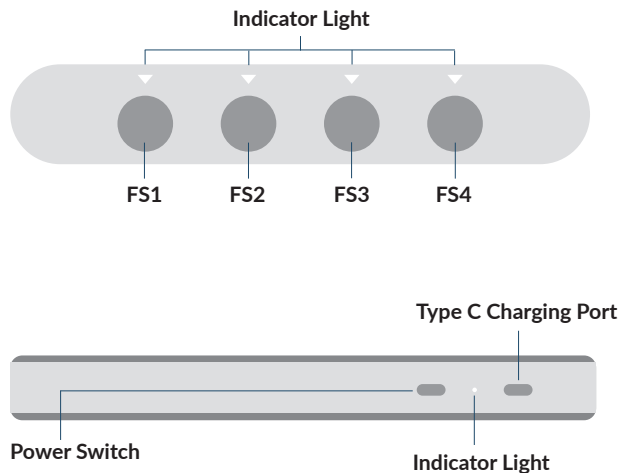 Indicator Light
FS1 FS2 FS3 FS4
Type C Charging Port
Power Switch
Indicator Light